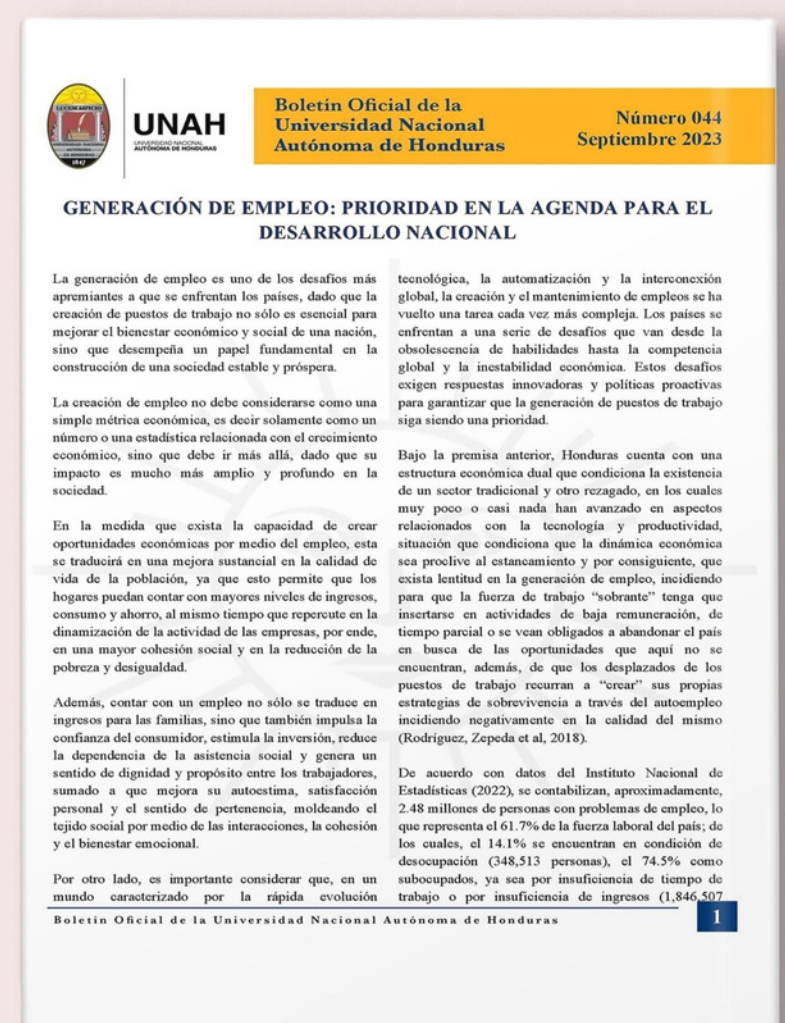 LUCEM ASPICIO
1847
UNAH
UNIVERSIDAD NACIONAL
AUTÓNOMA DE HONDURAS
Boletín Oficial de la
Universidad Nacional
Autónoma de Honduras
Número 044
Septiembre 2023
GENERACIÓN DE EMPLEO: PRIORIDAD EN LA AGENDA PARA EL
DESARROLLO NACIONAL
La generación de empleo es uno de los desafíos más
apremiantes a que se enfrentan los países, dado que la
creación de puestos de trabajo no sólo es esencial para
mejorar el bienestar económico y social de una nación,
sino que desempeña un papel fundamental en la
construcción de una sociedad estable y próspera.
La creación de empleo no debe considerarse como una
simple métrica económica, es decir solamente como un
número o una estadística relacionada con el crecimiento
económico, sino que debe ir más allá, dado que su
impacto es mucho más amplio y profundo en la
sociedad.
En la medida que exista la capacidad de crear
oportunidades económicas por medio del empleo, esta
se traducirá en una mejora sustancial en la calidad de
vida de la población, ya que esto permite que los
hogares puedan contar con mayores niveles de ingresos,
consumo y ahorro, al mismo tiempo que repercute en la
dinamización de la actividad de las empresas, por ende,
en una mayor cohesión social y en la reducción de la
pobreza y desigualdad.
Además, contar con un empleo no sólo se traduce en
ingresos para las familias, sino que también impulsa la
confianza del consumidor, estimula la inversión, reduce
la dependencia de la asistencia social y genera un
sentido de dignidad y propósito entre los trabajadores,
sumado a que mejora su autoestima, satisfacción
personal y el sentido de pertenencia, moldeando el
tejido social por medio de las interacciones, la cohesión
y el bienestar emocional.
Por otro lado, es importante considerar que, en un
mundo caracterizado por la rápida evolución
tecnológica, la automatización y la interconexión
global, la creación y el mantenimiento de empleos se ha
vuelto una tarea cada vez más compleja. Los países se
enfrentan a una serie de desafíos que van desde la
obsolescencia de habilidades hasta la competencia
global y la inestabilidad económica. Estos desafíos
exigen respuestas innovadoras y políticas proactivas
para garantizar que la generación de puestos de trabajo
siga siendo una prioridad.
Bajo la premisa anterior, Honduras cuenta con una
estructura económica dual que condiciona la existencia
de un sector tradicional y otro rezagado, en los cuales
muy poco o casi nada han avanzado en aspectos
relacionados con la tecnología y productividad,
situación que condiciona que la dinámica económica
sea proclive al estancamiento y por consiguiente, que
exista lentitud en la generación de empleo, incidiendo
para que la fuerza de trabajo “sobrante” tenga que
insertarse en actividades de baja remuneración, de
tiempo parcial o se vean obligados a abandonar el país
en busca de las oportunidades que aquí no se
encuentran, además, de que los desplazados de los
puestos de trabajo recurran a “crear” sus propias
estrategias de sobrevivencia a través del autoempleo
incidiendo negativamente en la calidad del mismo
(Rodríguez, Zepeda et al, 2018).
De acuerdo con datos del Instituto Nacional de
Estadísticas (2022), se contabilizan, aproximadamente,
2.48 millones de personas con problemas de empleo, lo
que representa el 61.7% de la fuerza laboral del país; de
los cuales, el 14.1% se encuentran en condición de
desocupación (348,513 personas), el 74.5% como
subocupados, ya sea por insuficiencia de tiempo de
trabajo o por insuficiencia de ingresos (1,846,507
Boletín Oficial de la Universidad Nacional Autónoma de Honduras
1